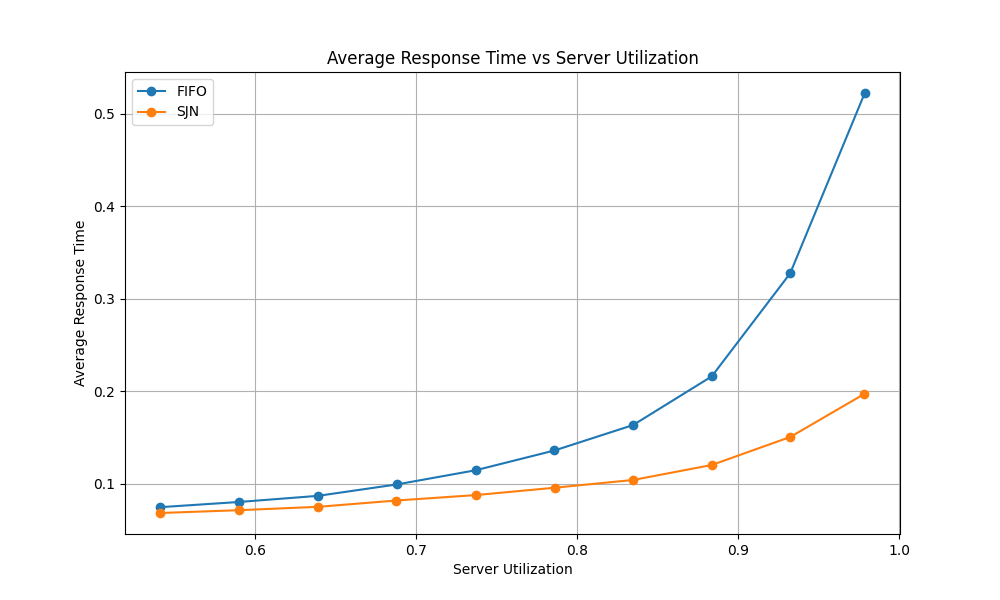 Average Response Time vs Server Utilization
FIFO
SJN
Average Response Time
0.5
0.4
0.3
0.2
0.1
0.6 0.7 0.8 0.9 1.0
Server Utilization